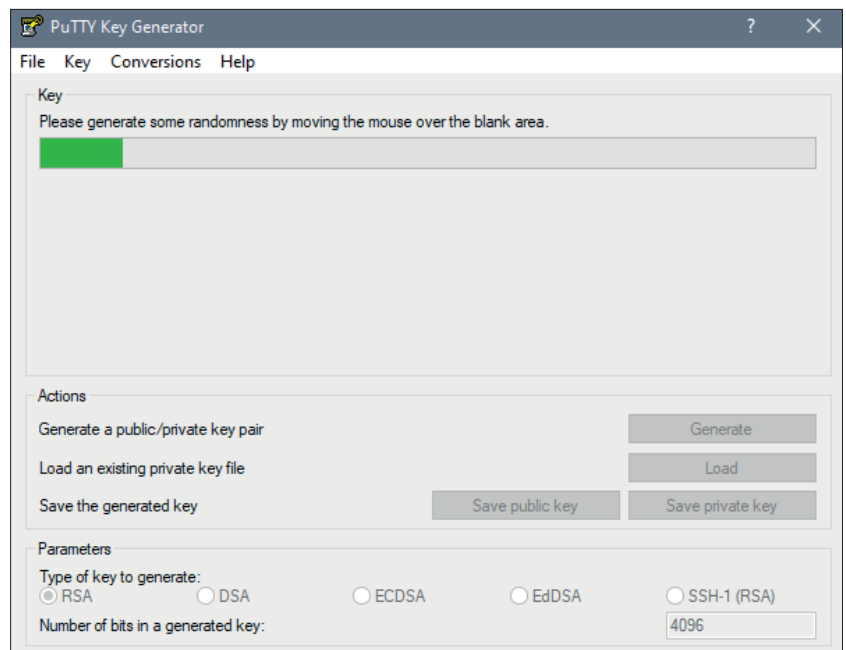 PuTTY Key Generator ? ×
File Key Conversions Help
Key
Please generate some randomness by moving the mouse over the blank area.
Actions
Generate a public/private key pair Generate
Load an existing private key file Load
Save the generated key Save public key Save private key
Parameters
Type of key to generate:
RSA DSA ECDSA EdDSA SSH-1 (RSA)
Number of bits in a generated key: 4096